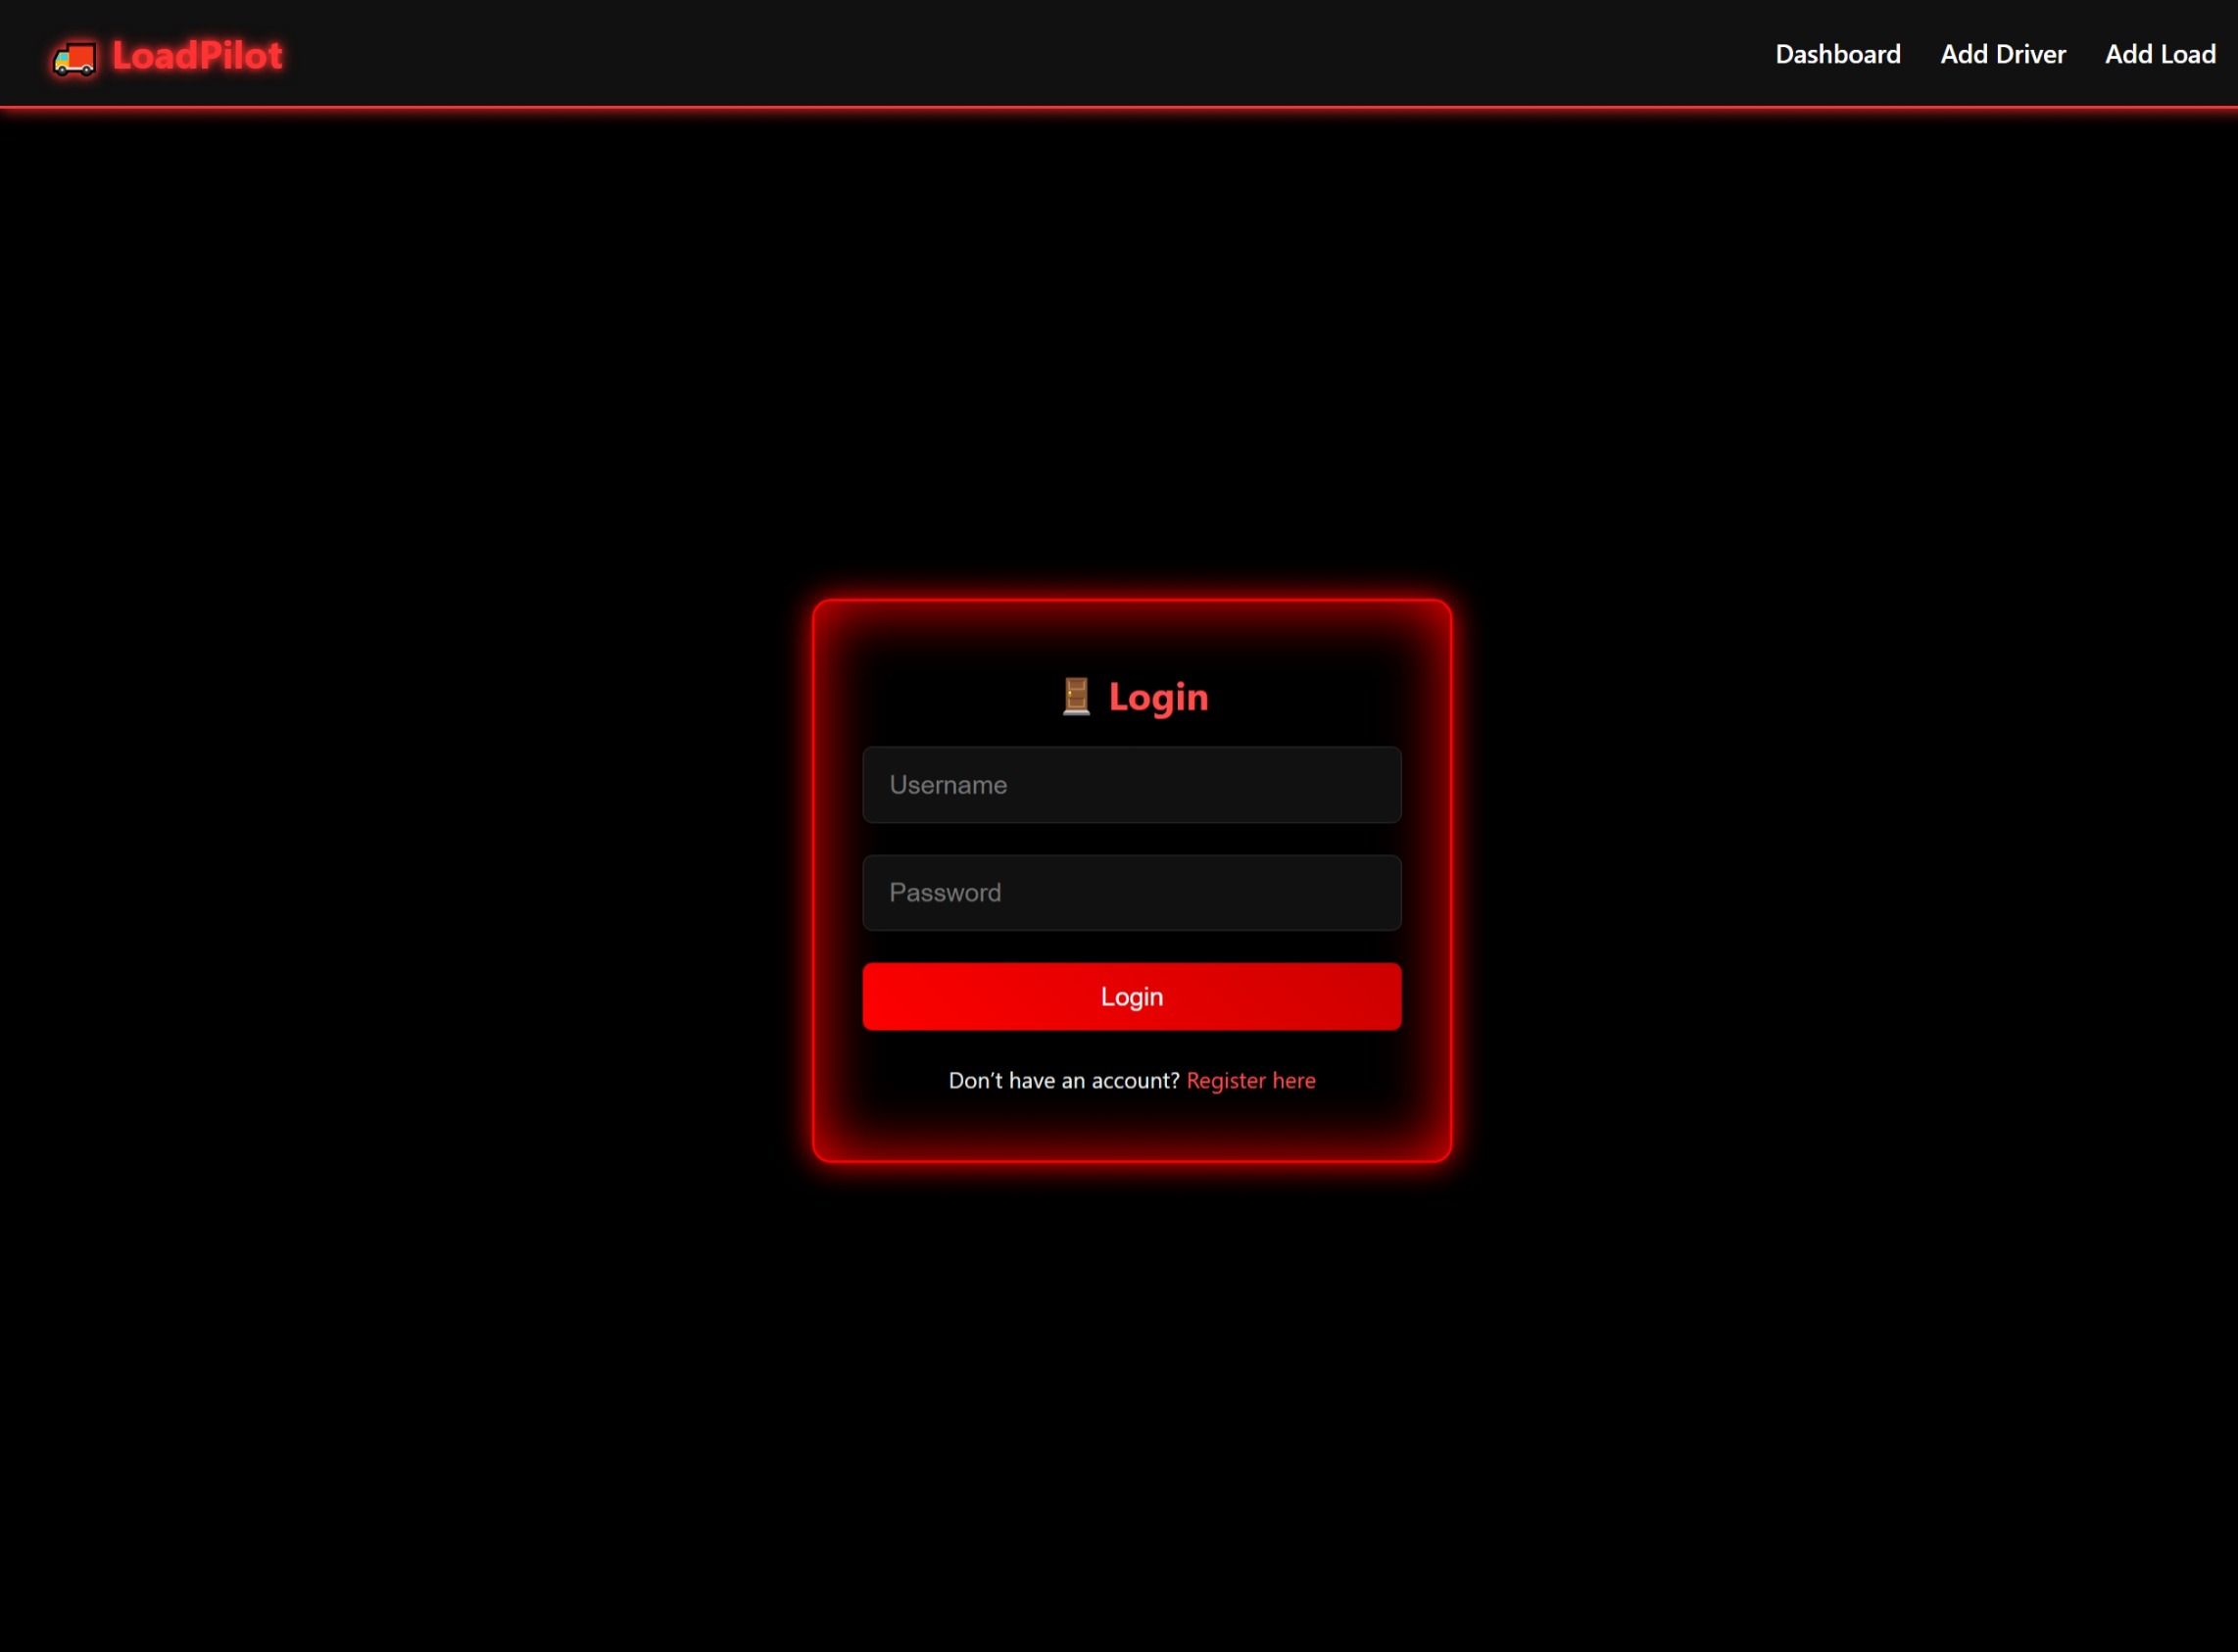 LoadPilot
Dashboard Add Driver Add Load
Login
Username
Password
Login
Don’t have an account? Register here